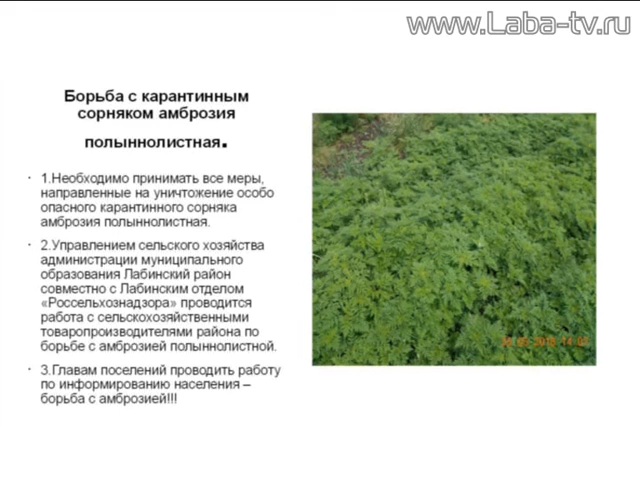 www.Laba-tv.ru
Борьба с карантинным
сорняком амброзия
полыннолистная.
· 1.Необходимо принимать все меры,
направленные на уничтожение особо
опасного карантинного сорняка
амброзия полыннолистная.
· 2.Управлением сельского хозяйства
администрации муниципального
образования Лабинский район
совместно с Лабинским отделом
«Россельхознадзора» проводится
работа с сельскохозяйственными
товаропроизводителями района по
борьбе с амброзией полыннолистной.
· 3.Главам поселений проводить работу
по информированию населения –
борьба с амброзией!!!